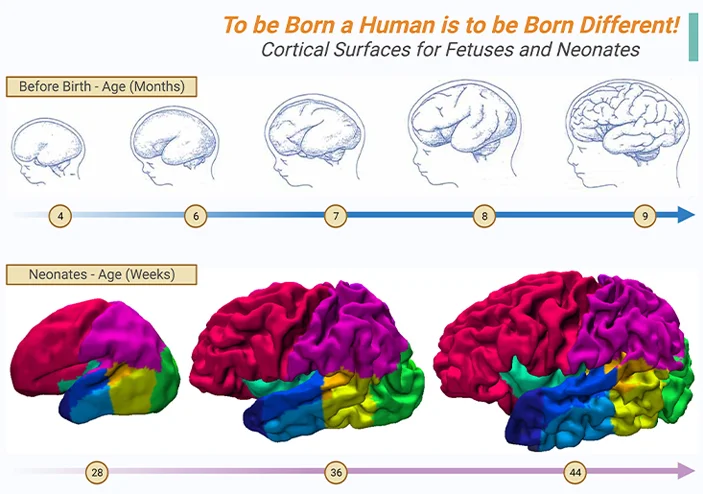 To be Born a Human is to be Born Different!
Cortical Surfaces for Fetuses and Neonates
Before Birth - Age (Months)
4 6 7 8 9
Neonates - Age (Weeks)
28 36 44